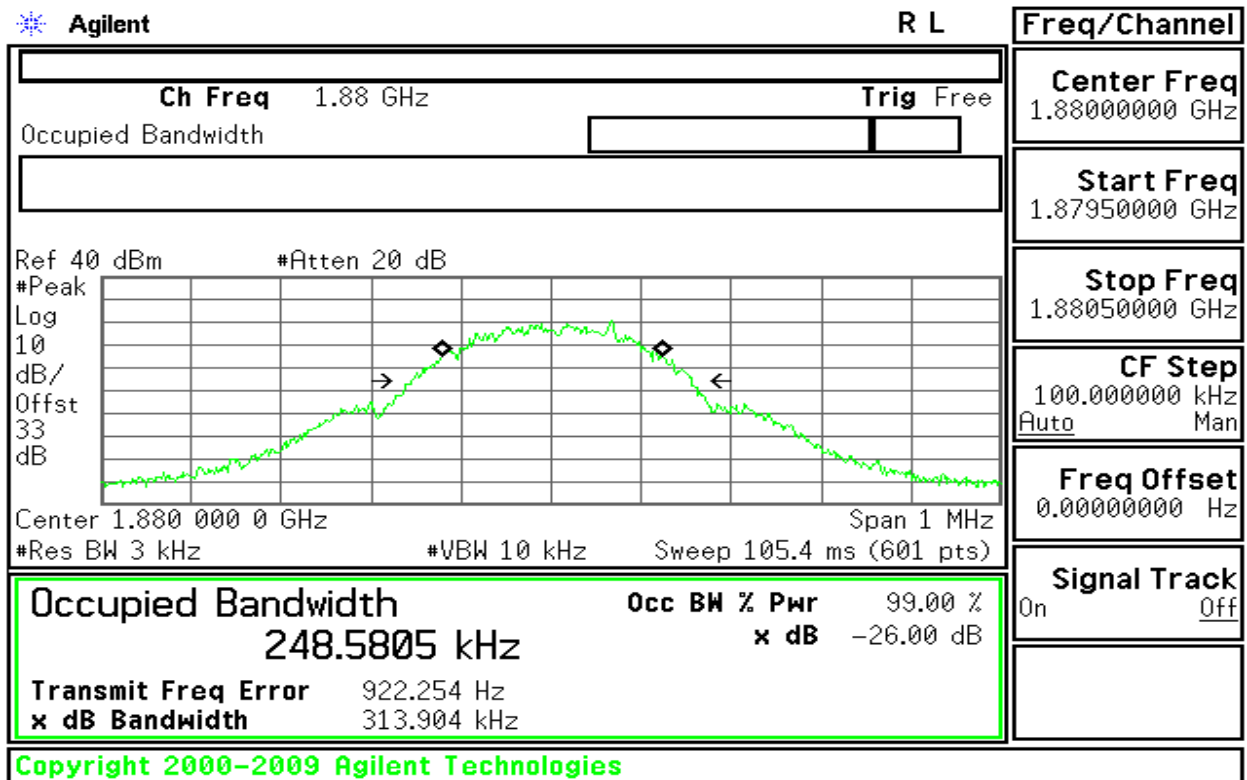 Agilent R L Freq/Channel
Ch Freq 1.88 GHz Trig Free
Occupied Bandwidth
Center Freq
1.88000000 GHz
Start Freq
1.87950000 GHz
Stop Freq
1.88050000 GHz
CF Step
100.000000 kHz
Auto Man
Freq Offset
0.00000000 Hz
Signal Track
On Off
Ref 40 dBm #Atten 20 dB
#Peak
Log
10
dB/
Offst
33
dB
Center 1.880 000 0 GHz Span 1 MHz
#Res BW 3 kHz #VBW 10 kHz Sweep 105.4 ms (601 pts)
Occupied Bandwidth Occ BW % Pwr 99.00 %
248.5805 kHz x dB -26.00 dB
Transmit Freq Error 922.254 Hz
x dB Bandwidth 313.904 kHz
Copyright 2000-2009 Agilent Technologies